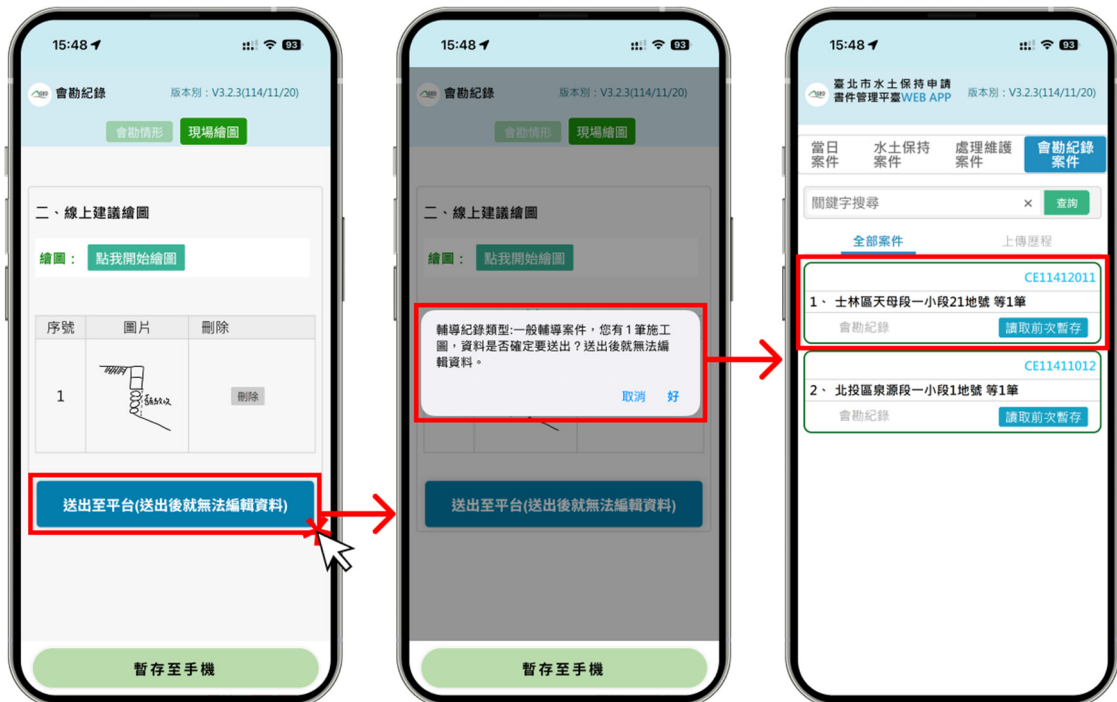 15:48
93
會勘紀錄
版本別：V3.2.3(114/11/20)
會勘情形
現場繪圖
二、線上建議繪圖
繪圖：
點我開始繪圖
序號
圖片
刪除
1
刪除
送出至平台(送出後就無法編輯資料)
暫存至手機
15:48
93
會勘紀錄
版本別：V3.2.3(114/11/20)
會勘情形
現場繪圖
二、線上建議繪圖
繪圖：
點我開始繪圖
輔導紀錄類型:一般輔導案件，您有1筆施工
圖，資料是否確定要送出？送出後就無法編
輯資料。
取消
好
送出至平台(送出後就無法編輯資料)
暫存至手機
15:48
93
臺北市水土保持申請
書件管理平臺WEB APP
版本別：V3.2.3(114/11/20)
當日
案件
水土保持
案件
處理維護
案件
會勘紀錄
案件
關鍵字搜尋
×
查詢
全部案件
上傳歷程
CE11412011
1、 士林區天母段一小段21地號 等1筆
會勘紀錄
讀取前次暫存
CE11411012
2、 北投區泉源段一小段1地號 等1筆
會勘紀錄
讀取前次暫存